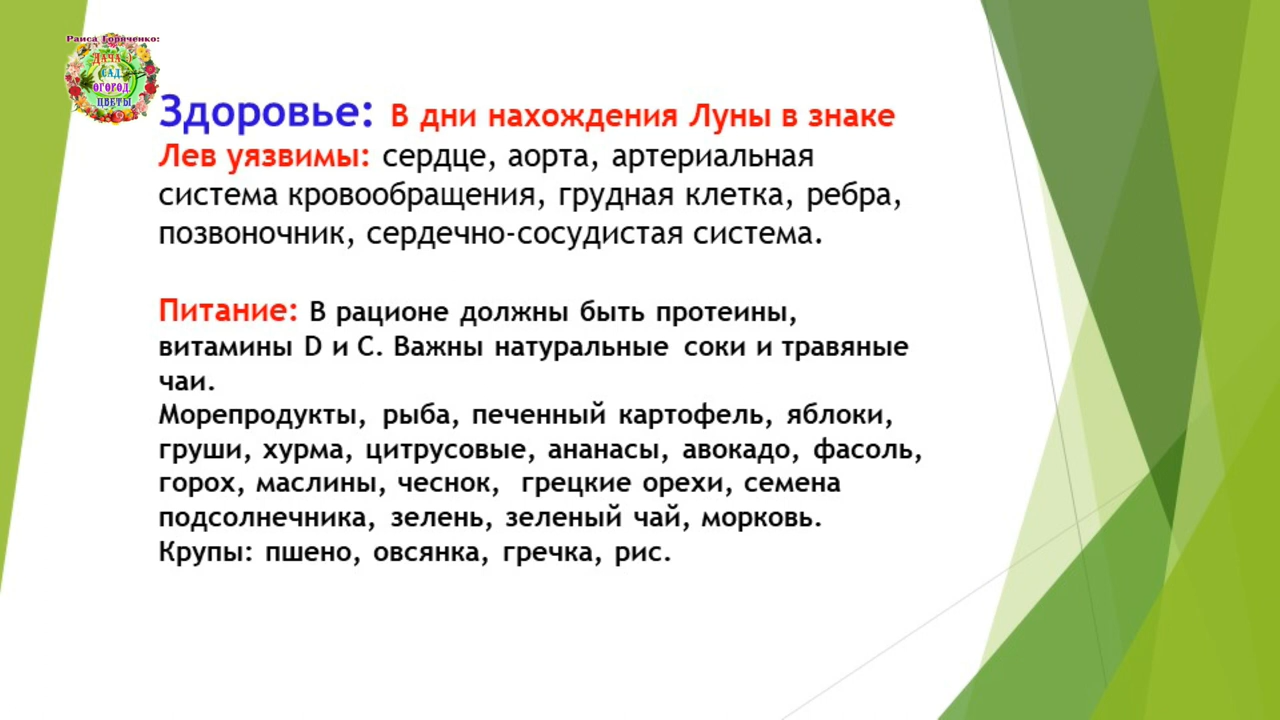 Раиса Горяченко:
ДАЧА
САД,
ОГОРОД,
ЦВЕТЫ
Здоровье: В дни нахождения Луны в знаке
Лев уязвимы: сердце, аорта, артериальная
система кровообращения, грудная клетка, ребра,
позвоночник, сердечно-сосудистая система.
Питание: В рационе должны быть протеины,
витамины D и С. Важны натуральные соки и травяные
чаи.
Морепродукты, рыба, печенный картофель, яблоки,
груши, хурма, цитрусовые, ананасы, авокадо, фасоль,
горох, маслины, чеснок, грецкие орехи, семена
подсолнечника, зелень, зеленый чай, морковь.
Крупы: пшено, овсянка, гречка, рис.